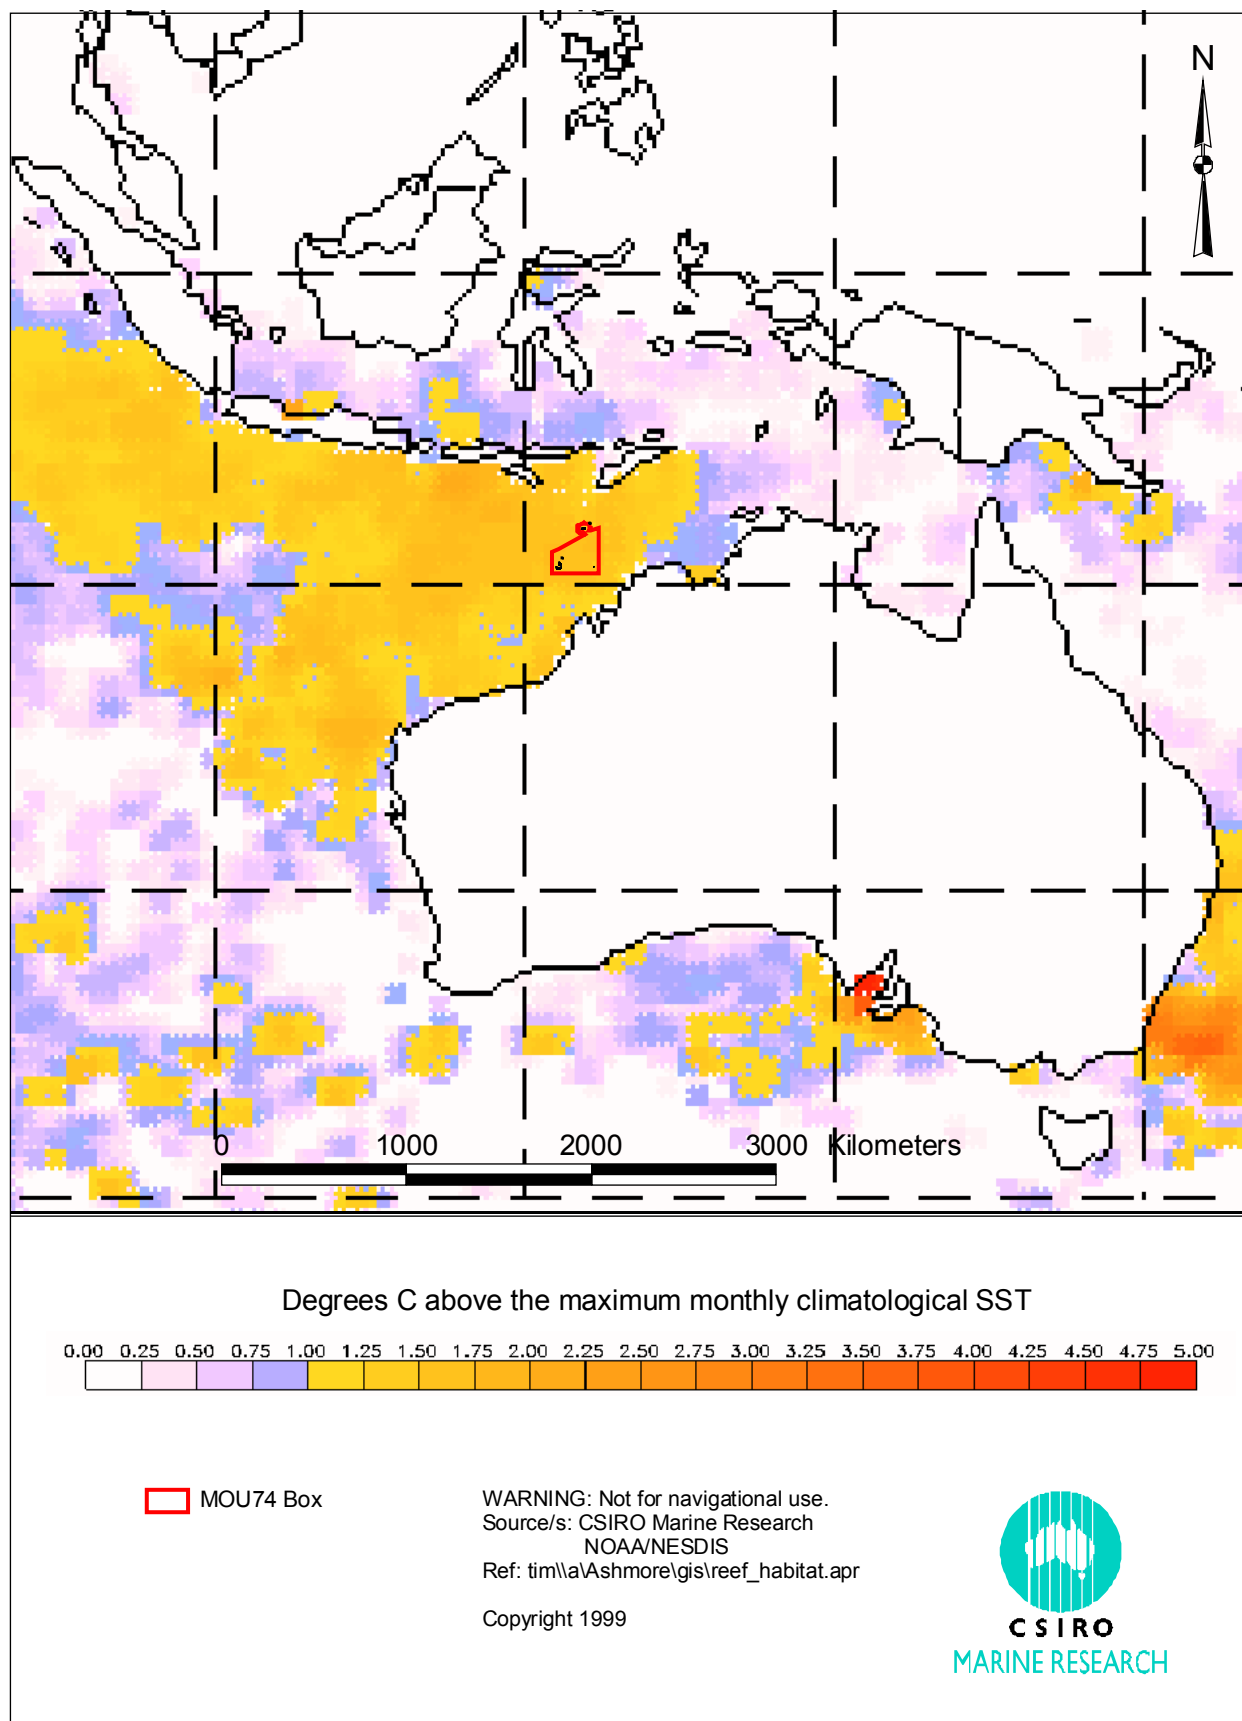 N
0 1000 2000 3000 Kilometers
Degrees C above the maximum monthly climatological SST
0.00 0.25 0.50 0.75 1.00 1.25 1.50 1.75 2.00 2.25 2.50 2.75 3.00 3.25 3.50 3.75 4.00 4.25 4.50 4.75 5.00
MOU74 Box
WARNING: Not for navigational use.
Source/s: CSIRO Marine Research
NOAA/NESDIS
Ref: tim\\a\Ashmore\gis\reef_habitat.apr
Copyright 1999
CSIRO
MARINE RESEARCH